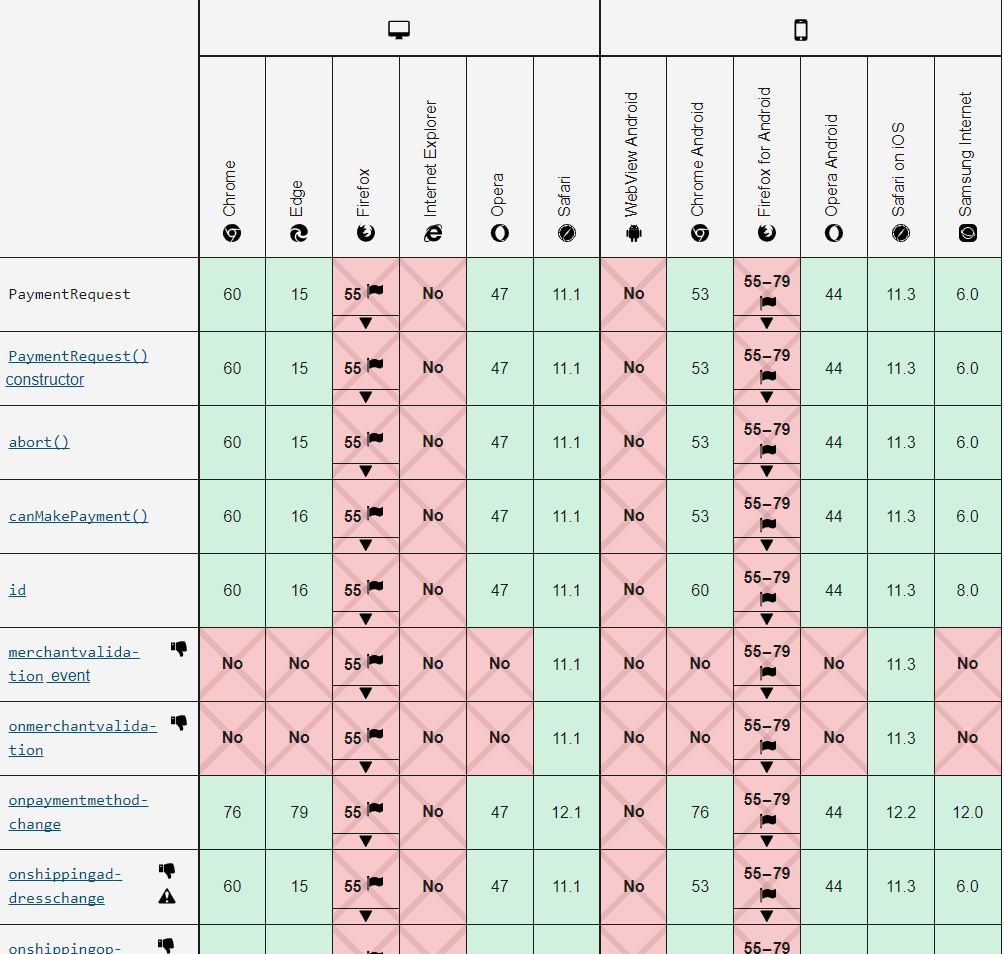 Chrome
Edge
Firefox
Internet Explorer
Opera
Safari
WebView Android
Chrome Android
Firefox for Android
Opera Android
Safari on iOS
Samsung Internet
PaymentRequest 60 15 55 No 47 11.1 No 53 55–79 44 11.3 6.0
PaymentRequest()
constructor 60 15 55 No 47 11.1 No 53 55–79 44 11.3 6.0
abort() 60 15 55 No 47 11.1 No 53 55–79 44 11.3 6.0
canMakePayment() 60 16 55 No 47 11.1 No 53 55–79 44 11.3 6.0
id 60 16 55 No 47 11.1 No 60 55–79 44 11.3 8.0
merchantvalida-
tion event No No 55 No No 11.1 No No 55–79 No 11.3 No
onmerchantvalida-
tion No No 55 No No 11.1 No No 55–79 No 11.3 No
onpaymentmethod-
change 76 79 55 No 47 12.1 No 76 55–79 44 12.2 12.0
onshippingad-
dresschange 60 15 55 No 47 11.1 No 53 55–79 44 11.3 6.0
onshippingop- 55–79